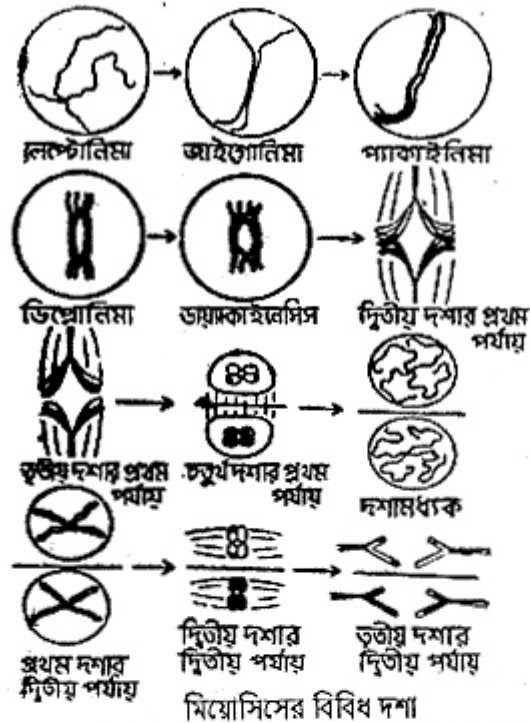 লেপ্টোনিমা
জাইগোনিমা
প্যাকাইনিমা
ডিপ্লোনিমা
ডায়াকাইনেসিস
দ্বিতীয় দশার প্রথম
পর্যায়
তৃতীয় দশার প্রথম
পর্যায়
চতুর্থ দশার প্রথম
পর্যায়
দশামধ্যক
প্রথম দশার
দ্বিতীয় পর্যায়
দ্বিতীয় দশার
দ্বিতীয় পর্যায়
তৃতীয় দশার
দ্বিতীয় পর্যায়
মিয়োসিসের বিবিধ দশা